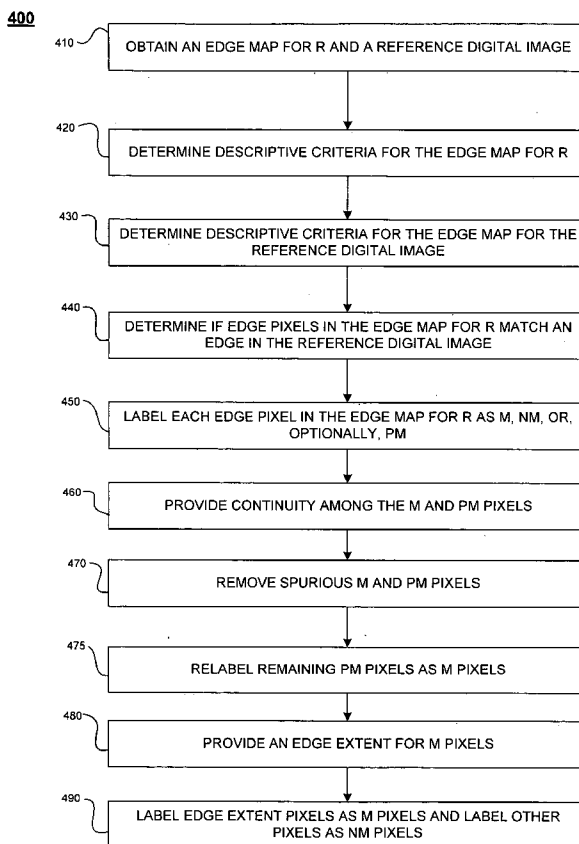 400
410
OBTAIN AN EDGE MAP FOR R AND A REFERENCE DIGITAL IMAGE
420
DETERMINE DESCRIPTIVE CRITERIA FOR THE EDGE MAP FOR R
430
DETERMINE DESCRIPTIVE CRITERIA FOR THE EDGE MAP FOR THE
REFERENCE DIGITAL IMAGE
440
DETERMINE IF EDGE PIXELS IN THE EDGE MAP FOR R MATCH AN
EDGE IN THE REFERENCE DIGITAL IMAGE
450
LABEL EACH EDGE PIXEL IN THE EDGE MAP FOR R AS M, NM, OR,
OPTIONALLY, PM
460
PROVIDE CONTINUITY AMONG THE M AND PM PIXELS
470
REMOVE SPURIOUS M AND PM PIXELS
475
RELABEL REMAINING PM PIXELS AS M PIXELS
480
PROVIDE AN EDGE EXTENT FOR M PIXELS
490
LABEL EDGE EXTENT PIXELS AS M PIXELS AND LABEL OTHER
PIXELS AS NM PIXELS